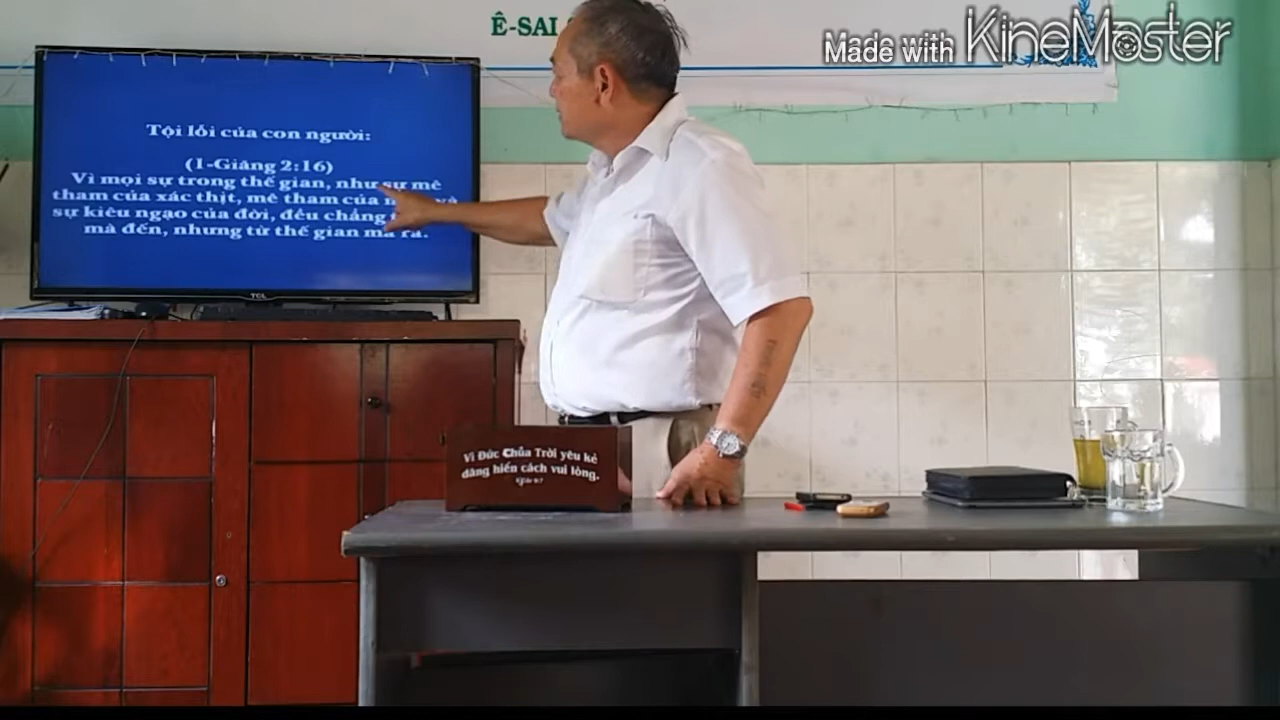 Ê-SAI
Made with KineMaster
Tội lỗi của con người:
(1-Giăng 2:16)
Vì mọi sự trong thế gian, như sự mê
tham của xác thịt, mê tham của
sự kiêu ngạo của đời, đều chẳng
mà đến, nhưng từ thế gian mà ra.
TCL
Vì Đức Chúa Trời yêu kẻ
dâng hiến cách vui lòng.